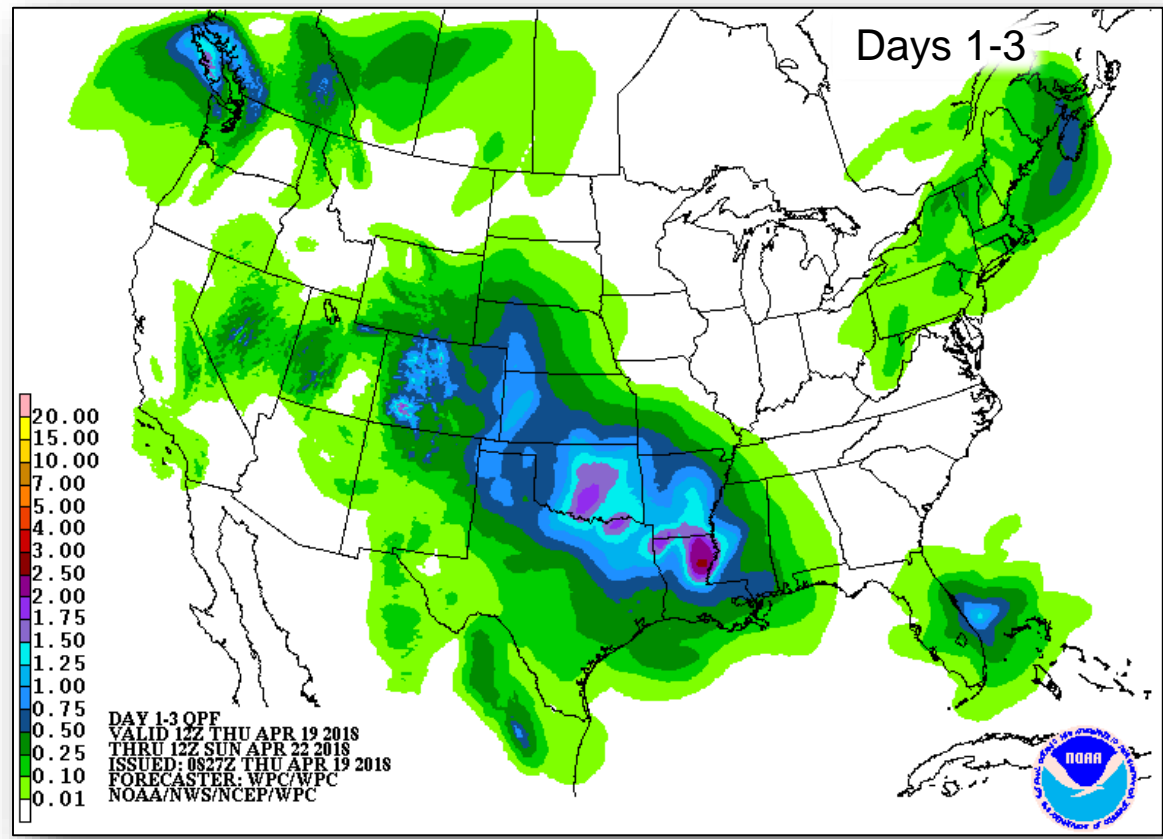 Days 1-3
20.00
15.00
10.00
7.00
5.00
4.00
3.00
2.50
2.00
1.75
1.50
1.25
1.00
0.75
0.50
0.25
0.10
0.01
DAY 1-3 QPF
VALID 12Z THU APR 19 2018
THRU 12Z SUN APR 22 2018
ISSUED: 0827Z THU APR 19 2018
FORECASTER: WPC/WPC
NOAA/NWS/NCEP/WPC
NOAA